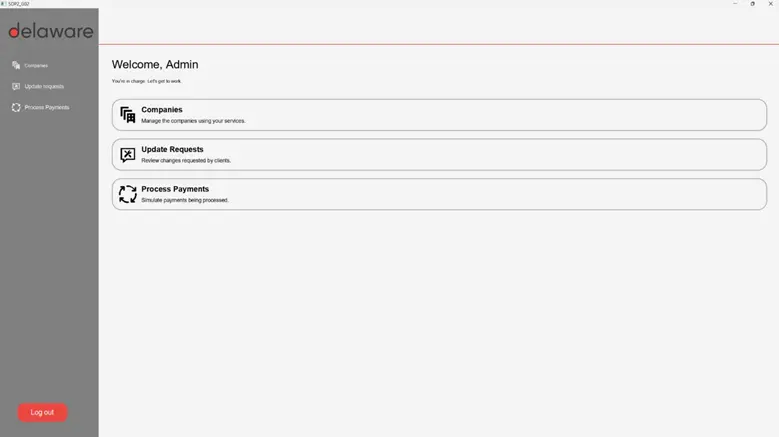 SDP2_G02
delaware
Companies
Update requests
Process Payments
Welcome, Admin
You're in charge. Let's get to work.
Companies
Manage the companies using your services.
Update Requests
Review changes requested by clients.
Process Payments
Simulate payments being processed.
Log out